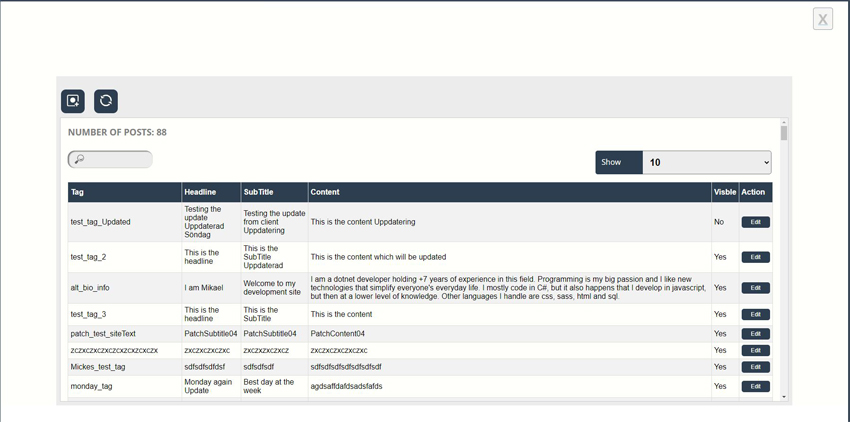 X
NUMBER OF POSTS: 88
Show 10
Tag Headline SubTitle Content Visble Action
test_tag_Updated Testing the update Uppdaterad Söndag Testing the update from client Uppdatering This is the content Uppdatering No Edit
test_tag_2 This is the headline This is the SubTitle Uppdaterad This is the content which will be updated Yes Edit
alt_bio_info I am Mikael Welcome to my development site I am a dotnet developer holding +7 years of experience in this field. Programming is my big passion and I like new
technologies that simplify everyone's everyday life. I mostly code in C#, but it also happens that I develop in javascript,
but then at a lower level of knowledge. Other languages I handle are css, sass, html and sql. Yes Edit
test_tag_3 This is the headline This is the SubTitle This is the content Yes Edit
patch_test_siteText PatchSubtitle04 PatchSubtitle04 PatchContent04 Yes Edit
zczxczxczxczcxzcxzcxczx zxczxczxczxc zxczxzxczxcz zxczxczxczxczxc Yes Edit
Mickes_test_tag sdfsdfsdfdsf sdfsdfsdf sdfsdfsdfsdfsdfsdfsdf Yes Edit
monday_tag Monday again Update Best day at the week agdsaffdafdsadsfafds Yes Edit